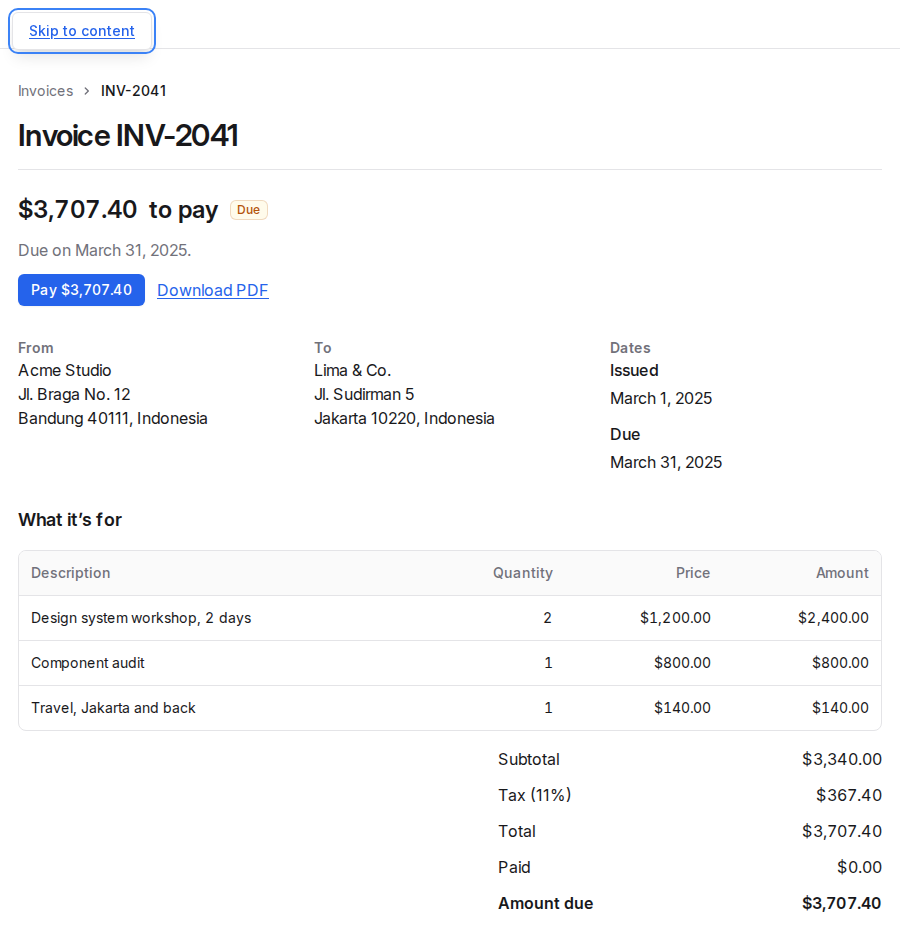 Skip to content
Invoices > INV-2041
Invoice INV-2041
$3,707.40 to pay Due
Due on March 31, 2025.
Pay $3,707.40 Download PDF
From To Dates
Acme Studio Lima & Co. Issued
Jl. Braga No. 12 Jl. Sudirman 5 March 1, 2025
Bandung 40111, Indonesia Jakarta 10220, Indonesia Due
March 31, 2025
What it’s for
Description Quantity Price Amount
Design system workshop, 2 days 2 $1,200.00 $2,400.00
Component audit 1 $800.00 $800.00
Travel, Jakarta and back 1 $140.00 $140.00
Subtotal $3,340.00
Tax (11%) $367.40
Total $3,707.40
Paid $0.00
Amount due $3,707.40